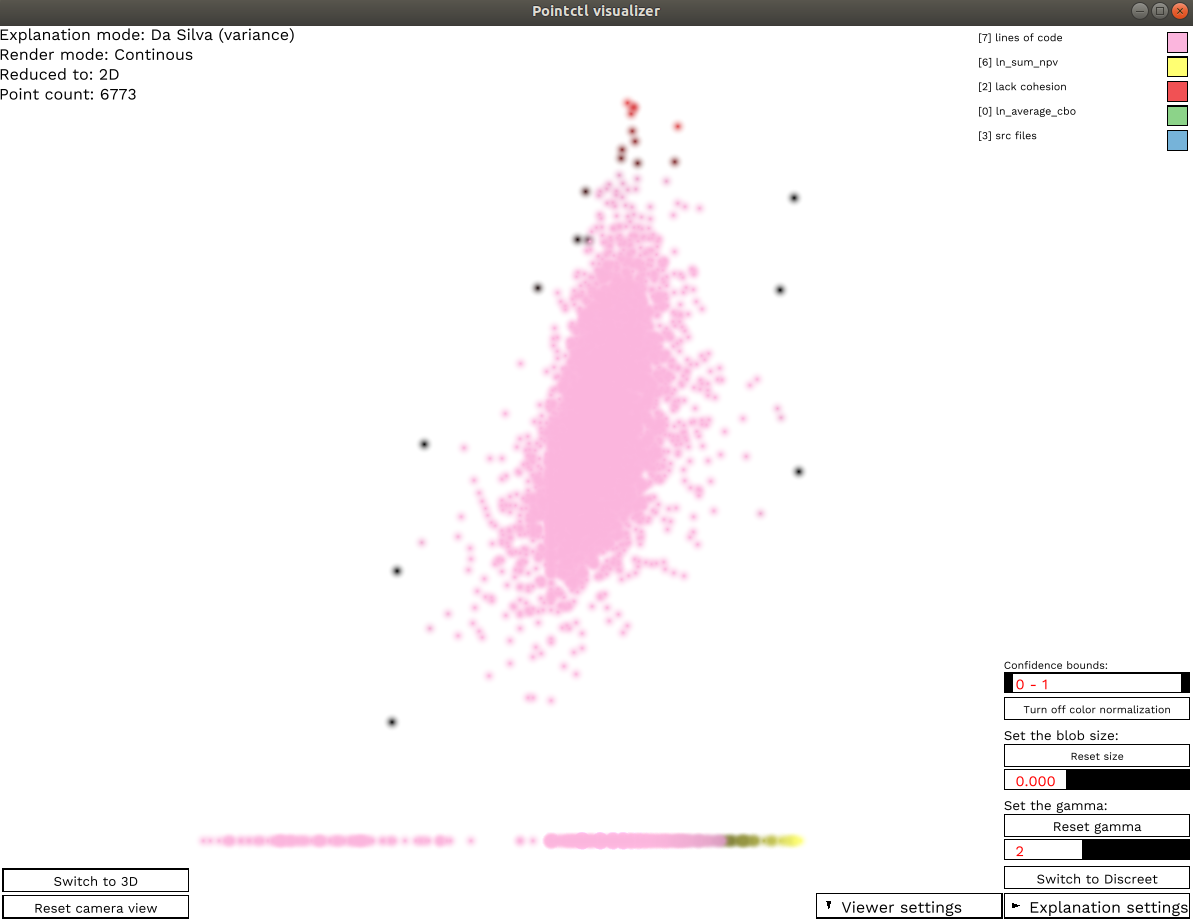 Pointctl visualizer
Explanation mode: Da Silva (variance)
Render mode: Continous
Reduced to: 2D
Point count: 6773
[7] lines of code
[6] ln_sum_npv
[2] lack cohesion
[0] ln_average_cbo
[3] src files
Confidence bounds:
0 - 1
Turn off color normalization
Set the blob size:
Reset size
0.000
Set the gamma:
Reset gamma
2
Switch to Discreet
Switch to 3D
Reset camera view
Viewer settings
Explanation settings